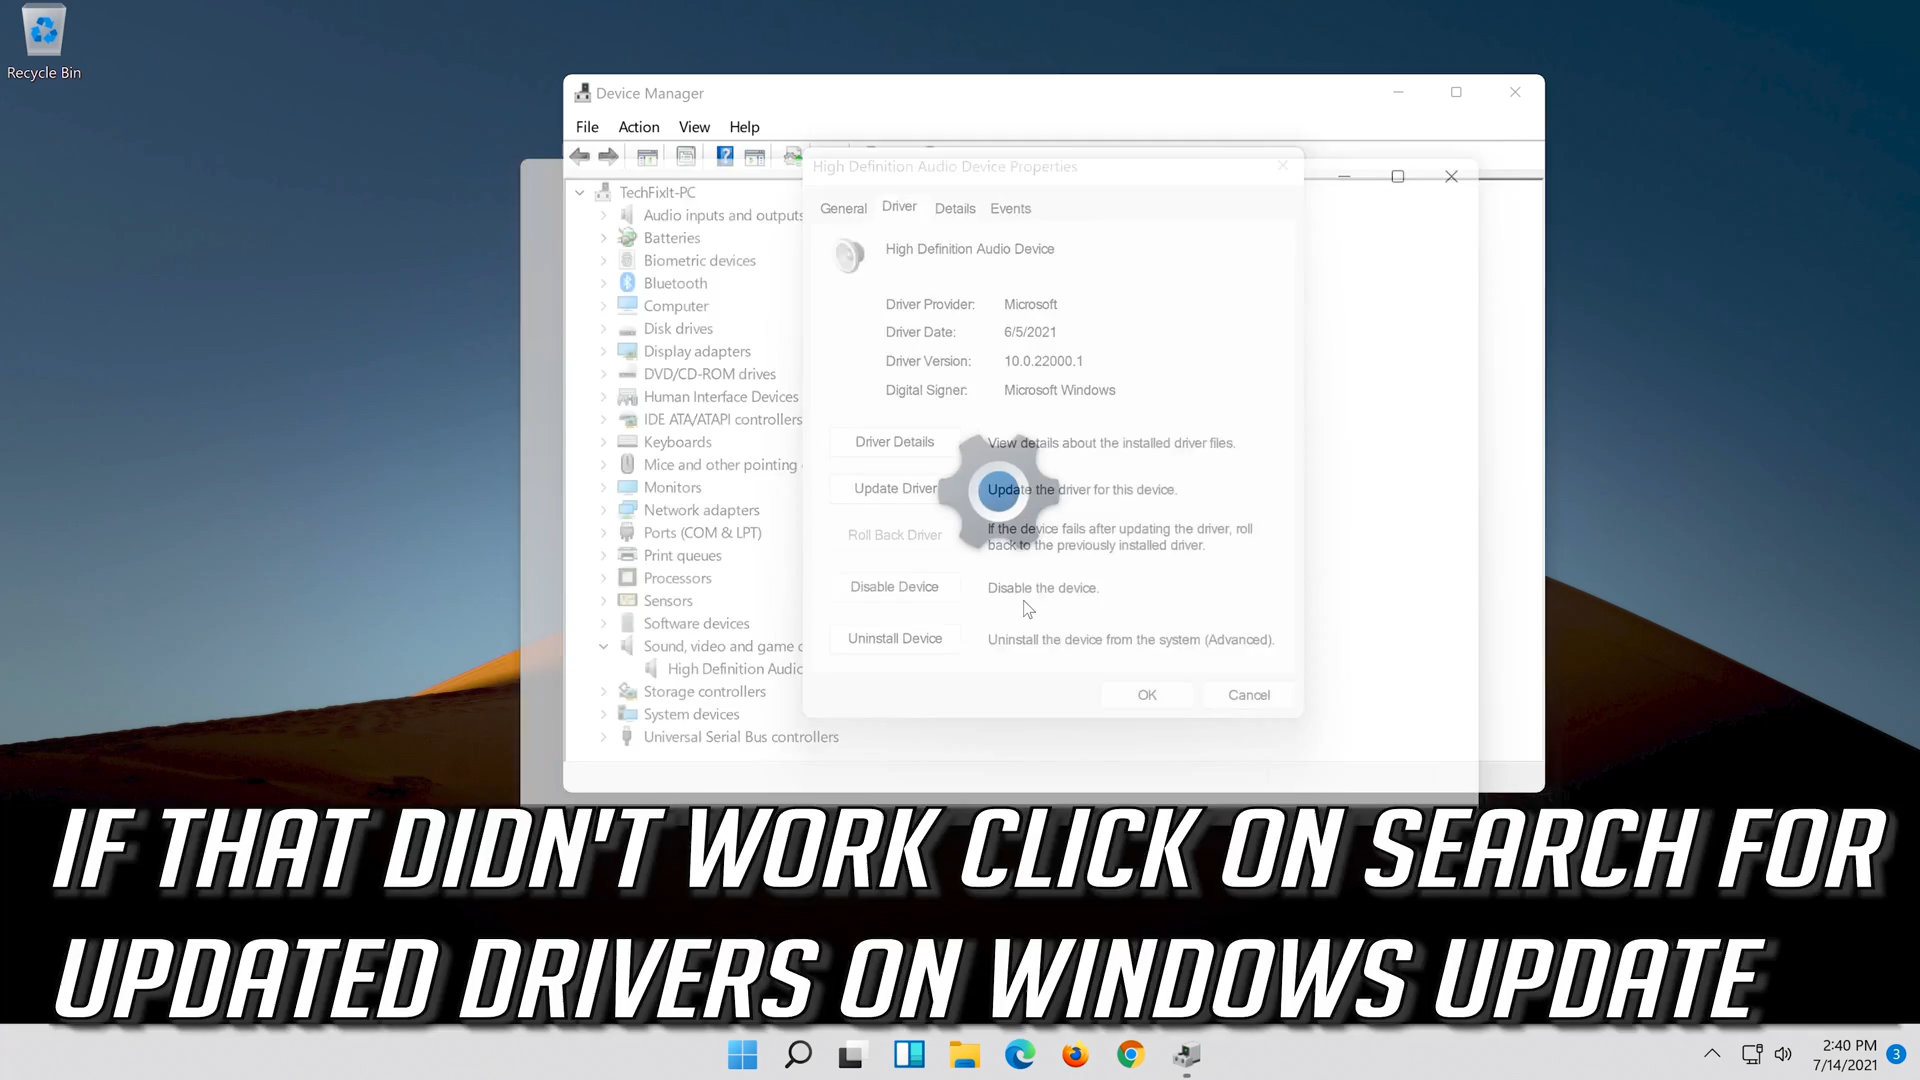 Recycle Bin
Device Manager
File Action View Help
High Definition Audio Device Properties
TechFixIt-PC
Audio inputs and outputs
Batteries
Biometric devices
Bluetooth
Computer
Disk drives
Display adapters
DVD/CD-ROM drives
Human Interface Devices
IDE ATA/ATAPI controllers
Keyboards
Mice and other pointing
Monitors
Network adapters
Ports (COM & LPT)
Print queues
Processors
Sensors
Software devices
Sound, video and game
High Definition Audio
Storage controllers
System devices
Universal Serial Bus controllers
General Driver Details Events
High Definition Audio Device
Driver Provider: Microsoft
Driver Date: 6/5/2021
Driver Version: 10.0.22000.1
Digital Signer: Microsoft Windows
Driver Details View details about the installed driver files.
Update Driver Update the driver for this device.
Roll Back Driver If the device fails after updating the driver, roll
back to the previously installed driver.
Disable Device Disable the device.
Uninstall Device Uninstall the device from the system (Advanced).
OK Cancel
IF THAT DIDN'T WORK CLICK ON SEARCH FOR
UPDATED DRIVERS ON WINDOWS UPDATE
2:40 PM
7/14/2021
3